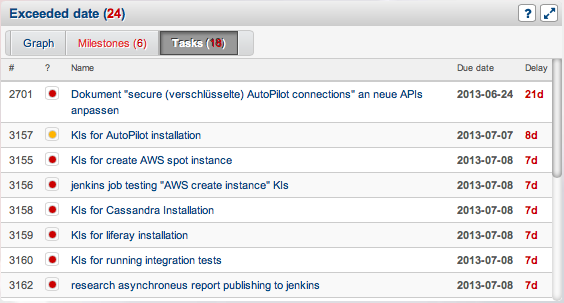 Exceeded date (24) ?
Graph Milestones (6) Tasks (18)
# ? Name Due date Delay
2701 Dokument "secure (verschlüsselte) AutoPilot connections" an neue APIs 2013-06-24 21d
anpassen
3157 KIs for AutoPilot installation 2013-07-07 8d
3155 KIs for create AWS spot instance 2013-07-08 7d
3156 jenkins job testing "AWS create instance" KIs 2013-07-08 7d
3158 KIs for Cassandra Installation 2013-07-08 7d
3159 KIs for liferay installation 2013-07-08 7d
3160 KIs for running integration tests 2013-07-08 7d
3162 research asynchroneus report publishing to jenkins 2013-07-08 7d